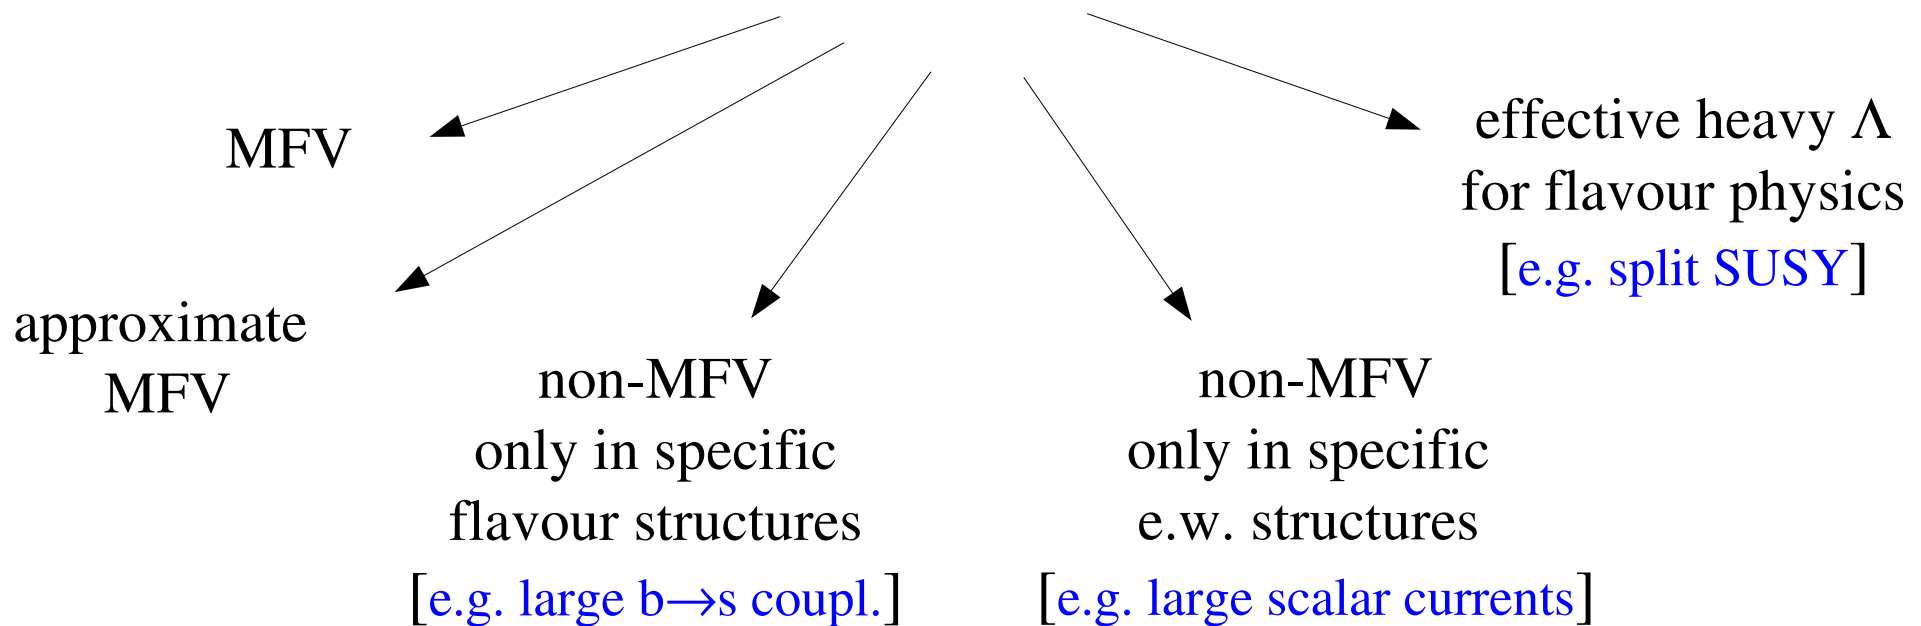 MFV
approximate
MFV
non-MFV
only in specific
flavour structures
[e.g. large b→s coupl.]
non-MFV
only in specific
e.w. structures
[e.g. large scalar currents]
effective heavy Λ
for flavour physics
[e.g. split SUSY]